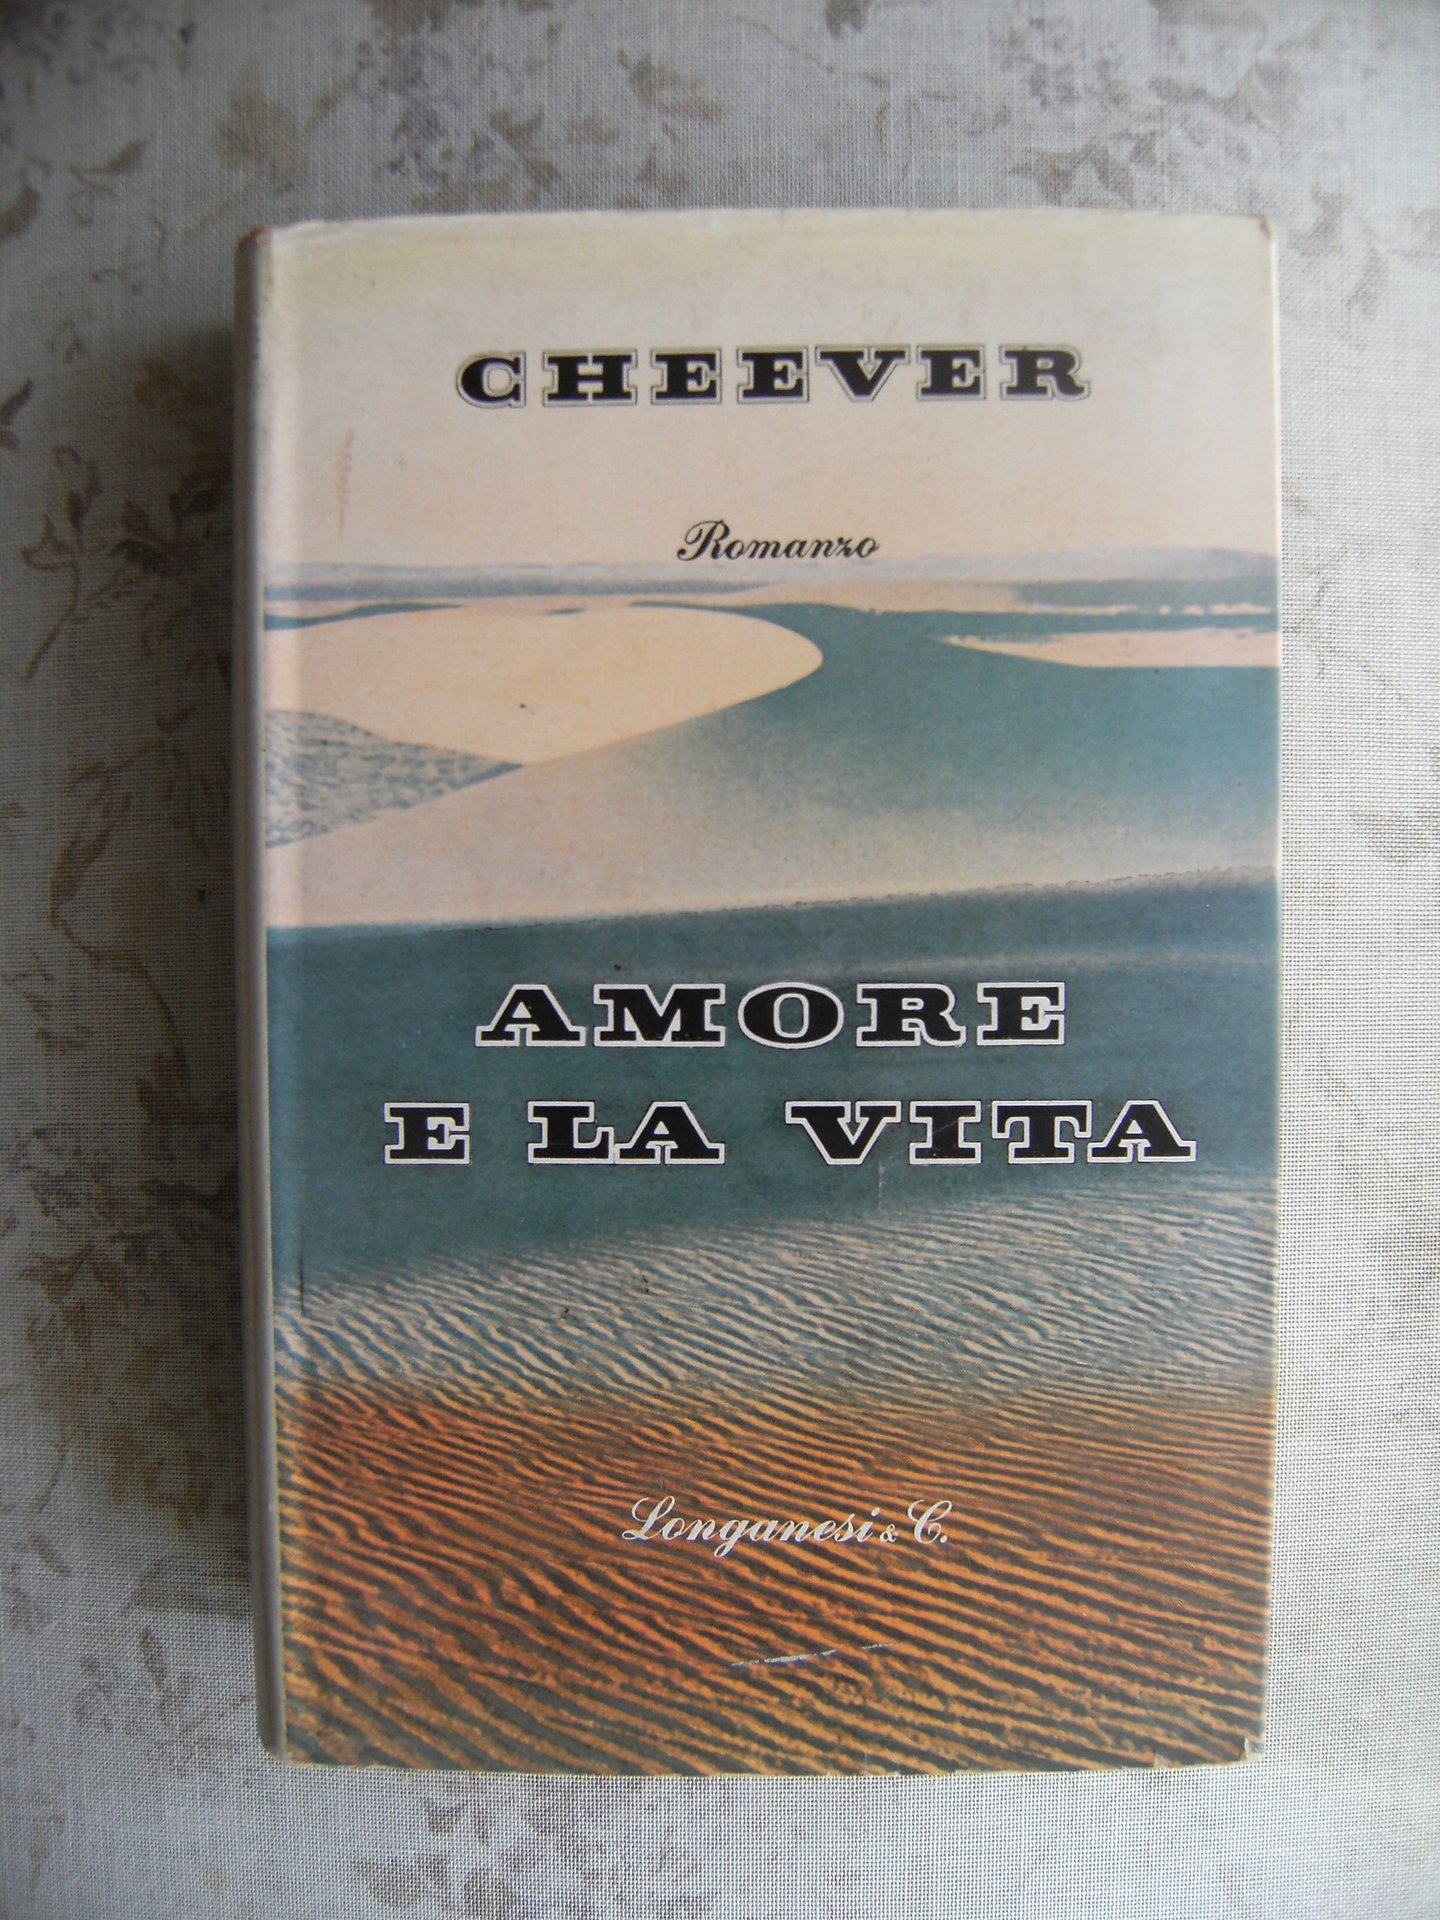 CHEEVER
Romanzo
AMORE
E LA VITA
Longanesi & C.